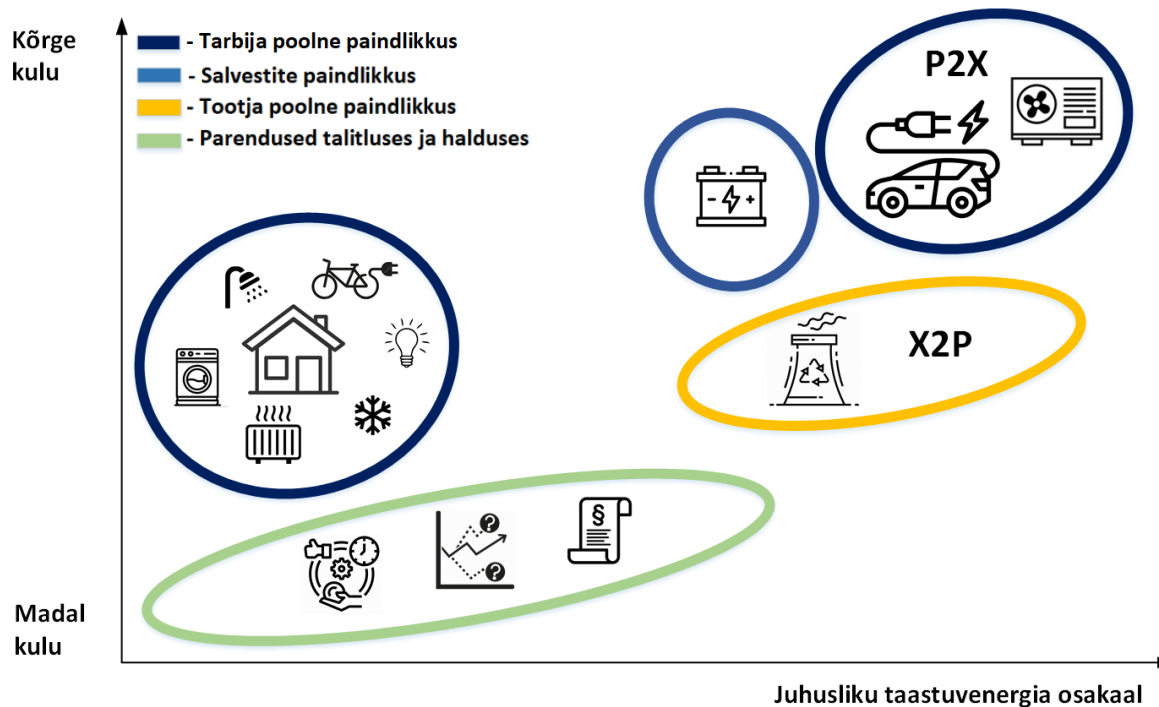 Kõrge
kulu
- Tarbija poolne paindlikkus
- Salvestite paindlikkus
- Tootja poolne paindlikkus
- Parendused talitluses ja halduses
P2X
- +
X2P
§
?
?
Madal
kulu
Juhusliku taastuvenergia osakaal